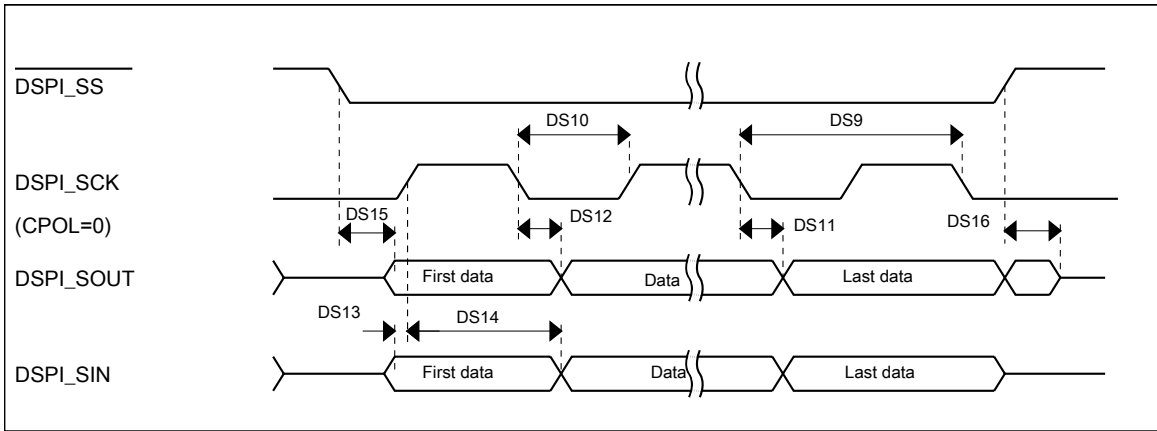 DSPI_SS
DS10
DS9
DSPI_SCK
(CPOL=0)
DS15
DS12
DS11
DS16
DSPI_SOUT
First data
Data
Last data
DS13
DS14
DSPI_SIN
First data
Data
Last data